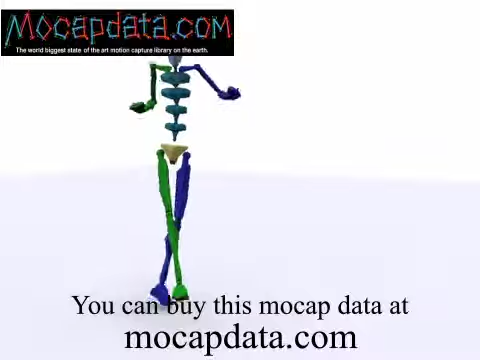 Mocapdata.com
The world biggest state of the art motion capture library on the earth.
You can buy this mocap data at
mocapdata.com